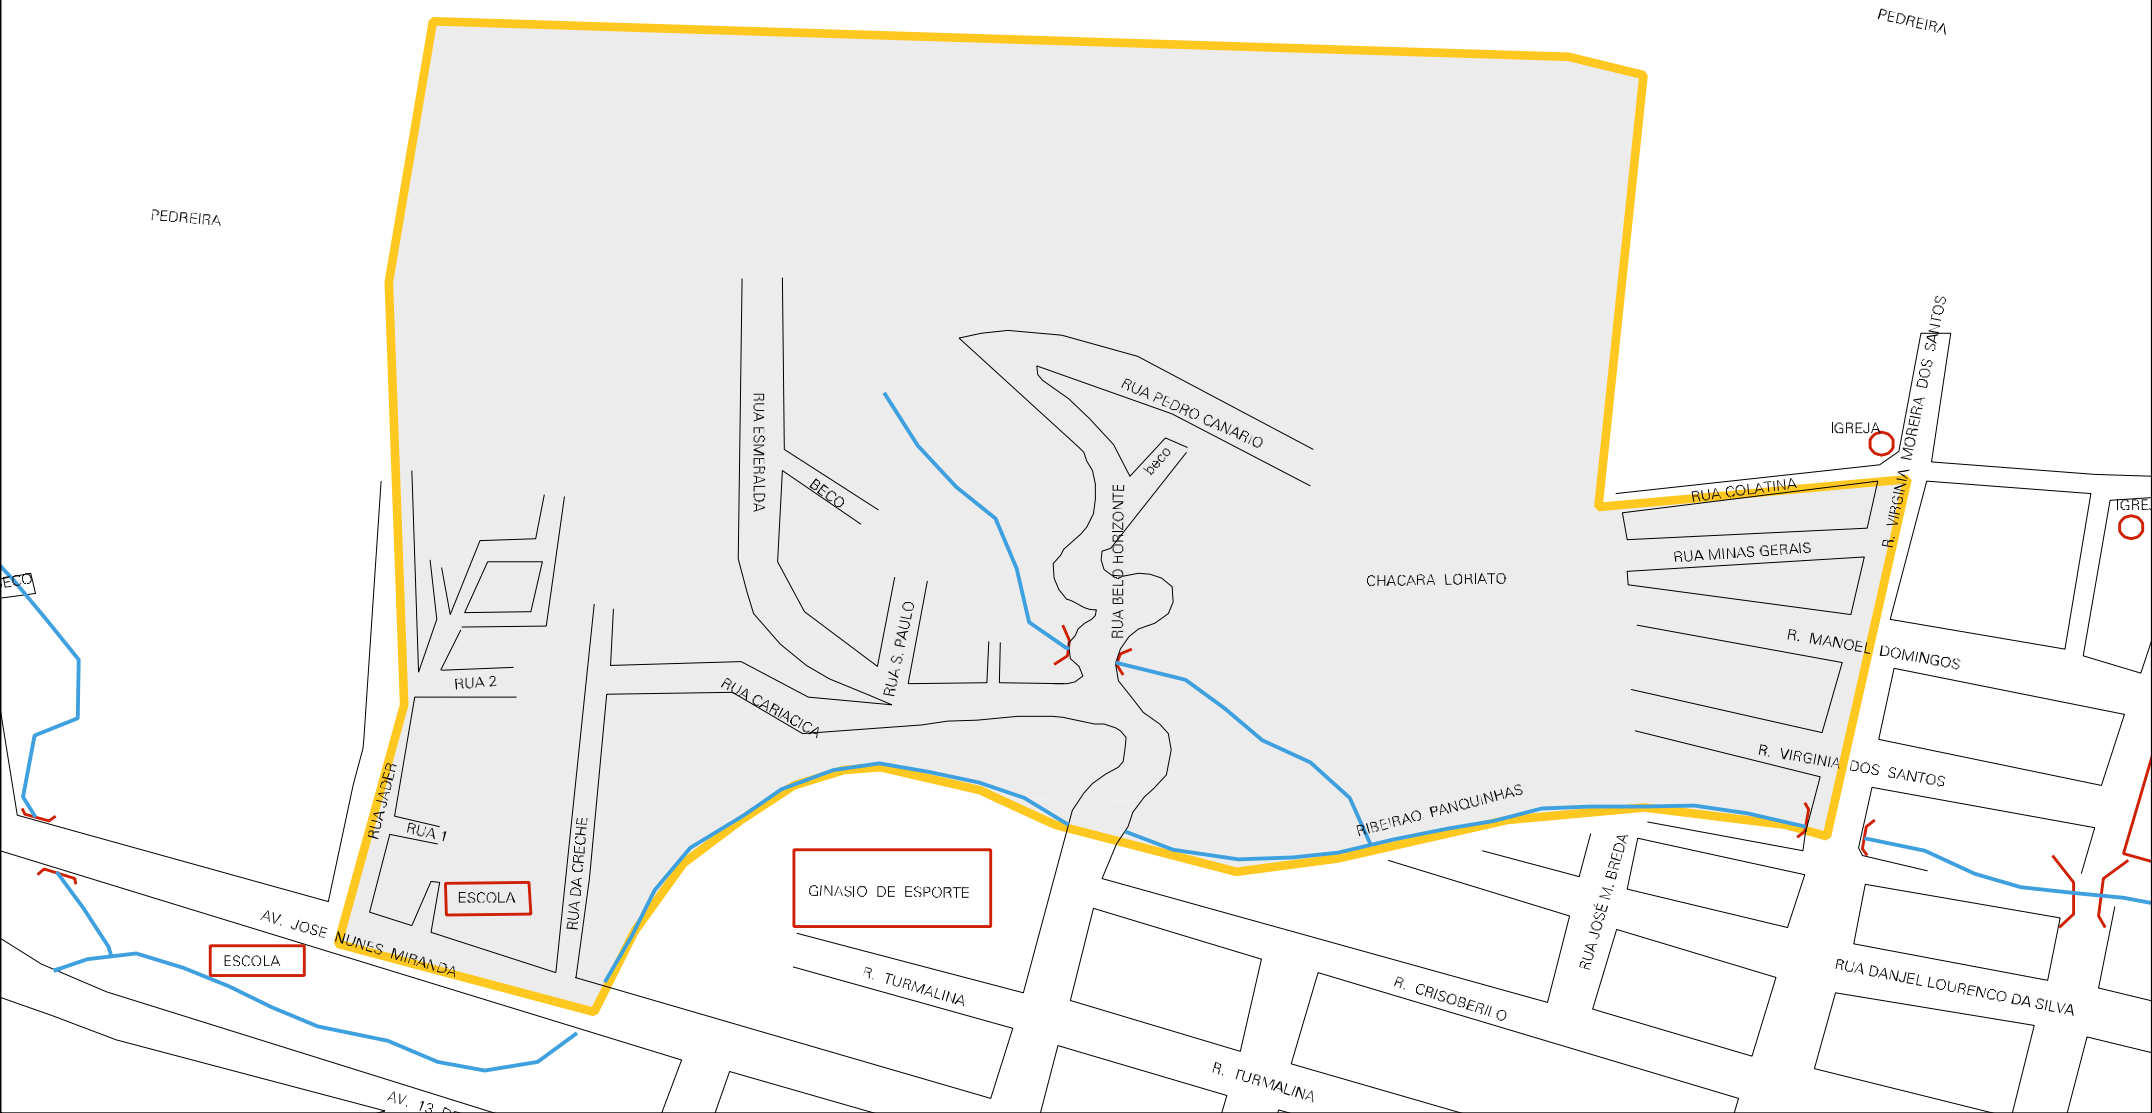 PEDREIRA
PEDREIRA
RUA PEDRO CANARIO
RUA ESMERALDA
BECO
beco
RUA BELO HORIZONTE
IGREJA
R. VIRGINIA MOREIRA DOS SANTOS
RUA COLATINA
RUA MINAS GERAIS
CHACARA LORIATO
R. MANOEL DOMINGOS
RUA S. PAULO
RUA 2
RUA CARIACICA
R. VIRGINIA DOS SANTOS
RUA JADER
RUA 1
RIBEIRAO PANQUINHAS
RUA DA CRECHE
ESCOLA
GINASIO DE ESPORTE
RUA JOSÉ M. BREDA
AV. JOSE NUNES MIRANDA
ESCOLA
R. TURMALINA
R. CRISOBERILO
RUA DANJEL LOURENCO DA SILVA
R. TURMALINA
AV. 13